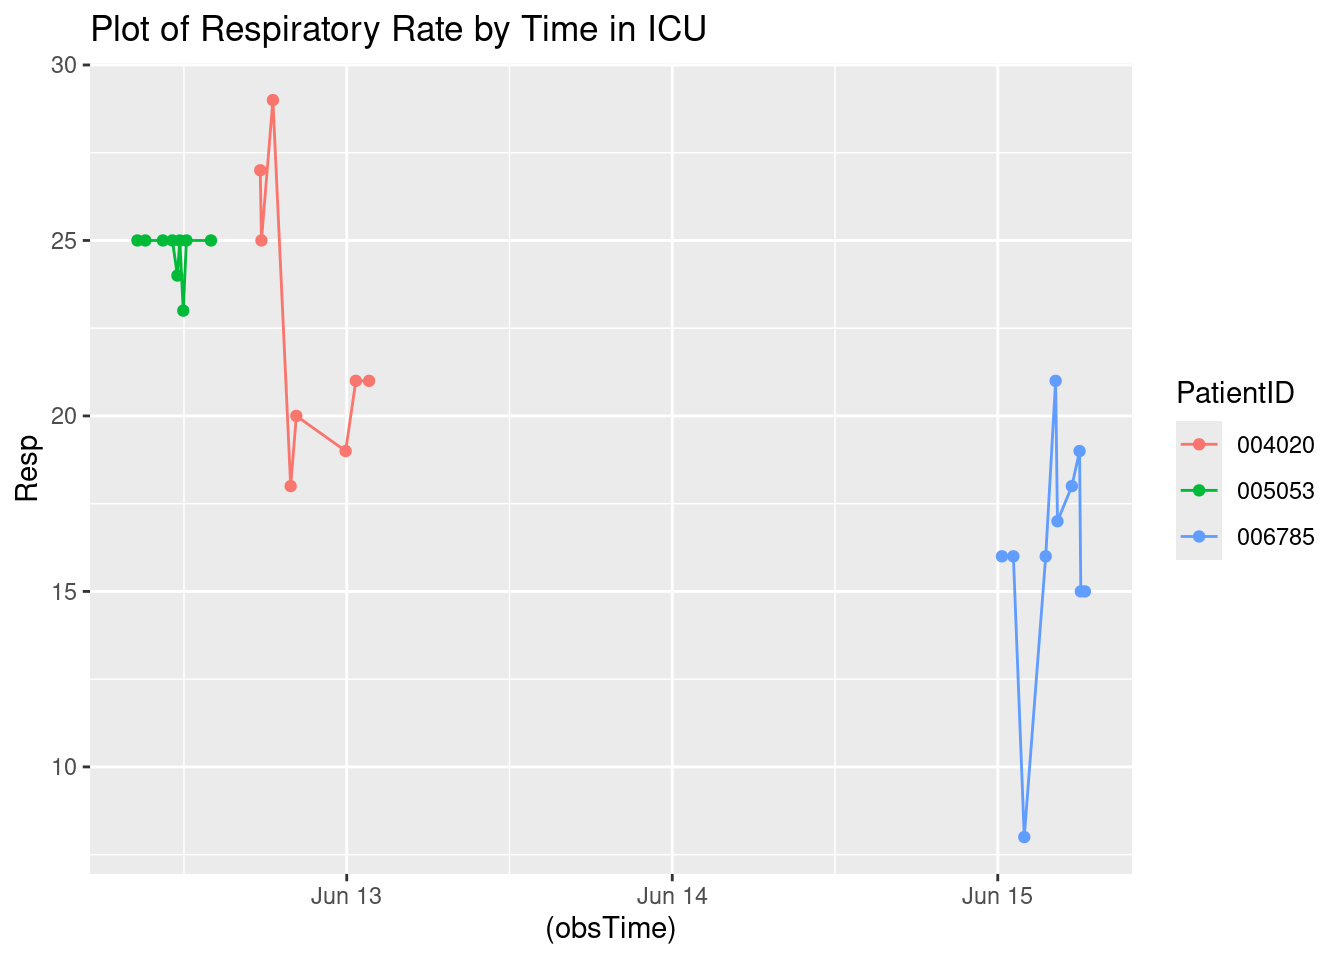 Plot of Respiratory Rate by Time in ICU
30
25
20
15
10
Resp
Jun 13
Jun 14
Jun 15
(obsTime)
PatientID
004020
005053
006785